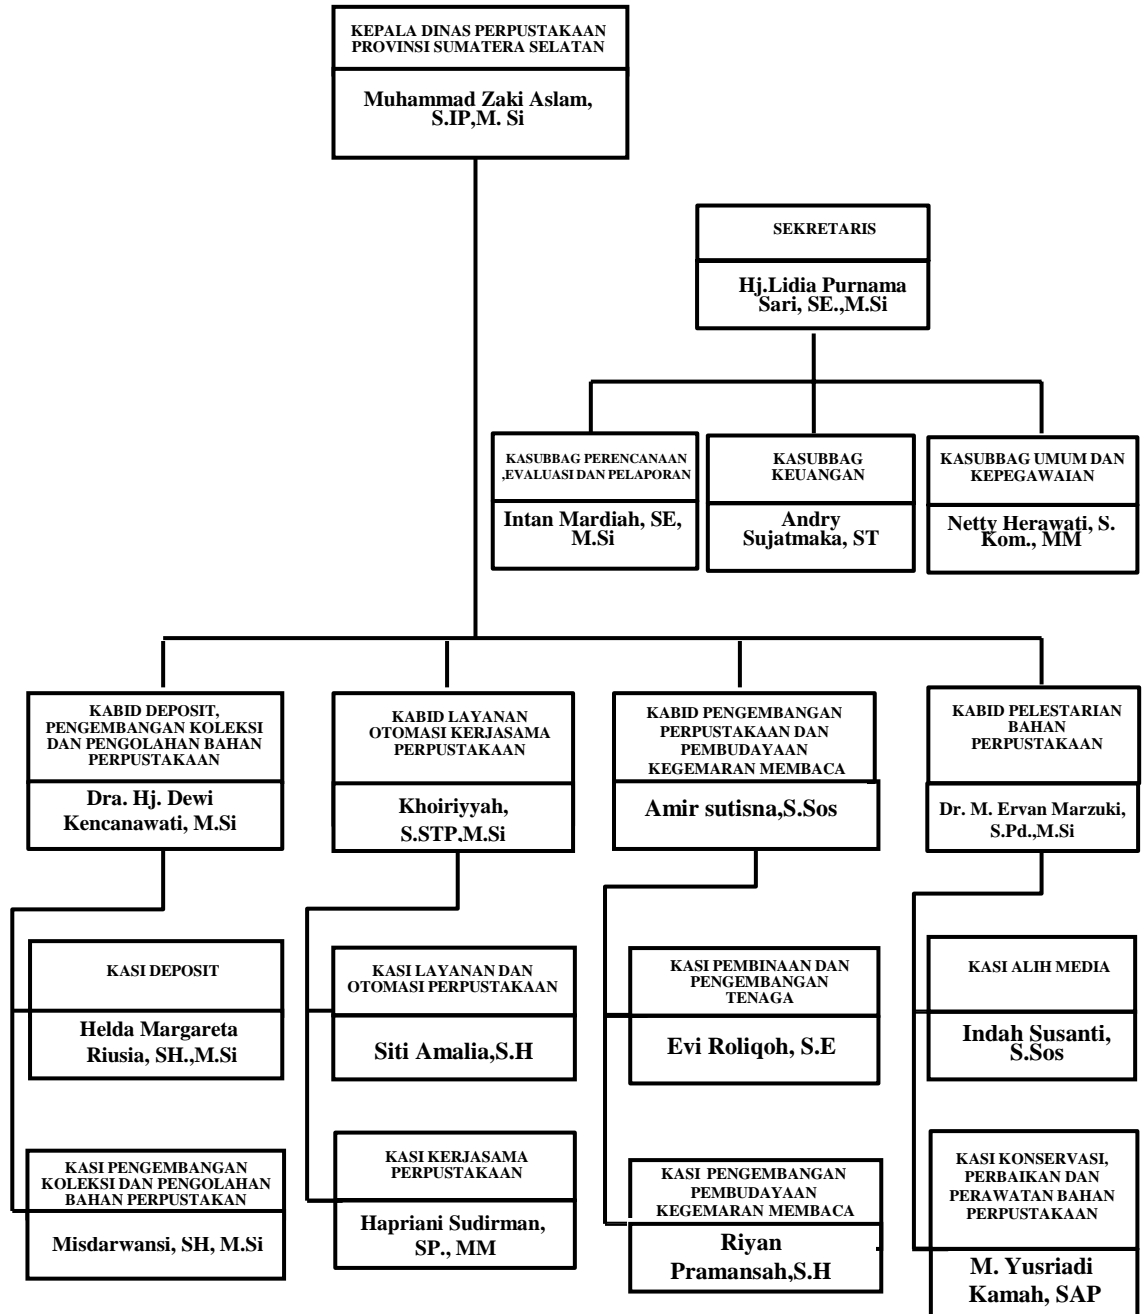 KEPALA DINAS PERPUSTAKAAN
PROVINSI SUMATERA SELATAN
Muhammad Zaki Aslam,
S.IP,M. Si
SEKRETARIS
Hj.Lidia Purnama
Sari, SE.,M.Si
KASUBBAG PERENCANAAN
,EVALUASI DAN PELAPORAN
Intan Mardiah, SE,
M.Si
KASUBBAG
KEUANGAN
Andry
Sujatmaka, ST
KASUBBAG UMUM DAN
KEPEGAWAIAN
Netty Herawati, S.
Kom., MM
KABID DEPOSIT,
PENGEMBANGAN KOLEKSI
DAN PENGOLAHAN BAHAN
PERPUSTAKAAN
Dra. Hj. Dewi
Kencanawati, M.Si
KABID LAYANAN
OTOMASI KERJASAMA
PERPUSTAKAAN
Khoiriyyah,
S.STP,M.Si
KABID PENGEMBANGAN
PERPUSTAKAAN DAN
PEMBUDAYAAN
KEGEMARAN MEMBACA
Amir sutisna,S.Sos
KABID PELESTARIAN
BAHAN
PERPUSTAKAAN
Dr. M. Ervan Marzuki,
S.Pd.,M.Si
KASI DEPOSIT
Helda Margareta
Riusia, SH.,M.Si
KASI LAYANAN DAN
OTOMASI PERPUSTAKAAN
Siti Amalia,S.H
KASI PEMBINAAN DAN
PENGEMBANGAN
TENAGA
Evi Roliqoh, S.E
KASI ALIH MEDIA
Indah Susanti,
S.Sos
KASI PENGEMBANGAN
KOLEKSI DAN PENGOLAHAN
BAHAN PERPUSTAKAN
Misdarwansi, SH, M.Si
KASI KERJASAMA
PERPUSTAKAAN
Hapriani Sudirman,
SP., MM
KASI PENGEMBANGAN
PEMBUDAYAAN
KEGEMARAN MEMBACA
Riyan
Pramansah,S.H
KASI KONSERVASI,
PERBAIKAN DAN
PERAWATAN BAHAN
PERPUSTAKAAN
M. Yusriadi
Kamah, SAP